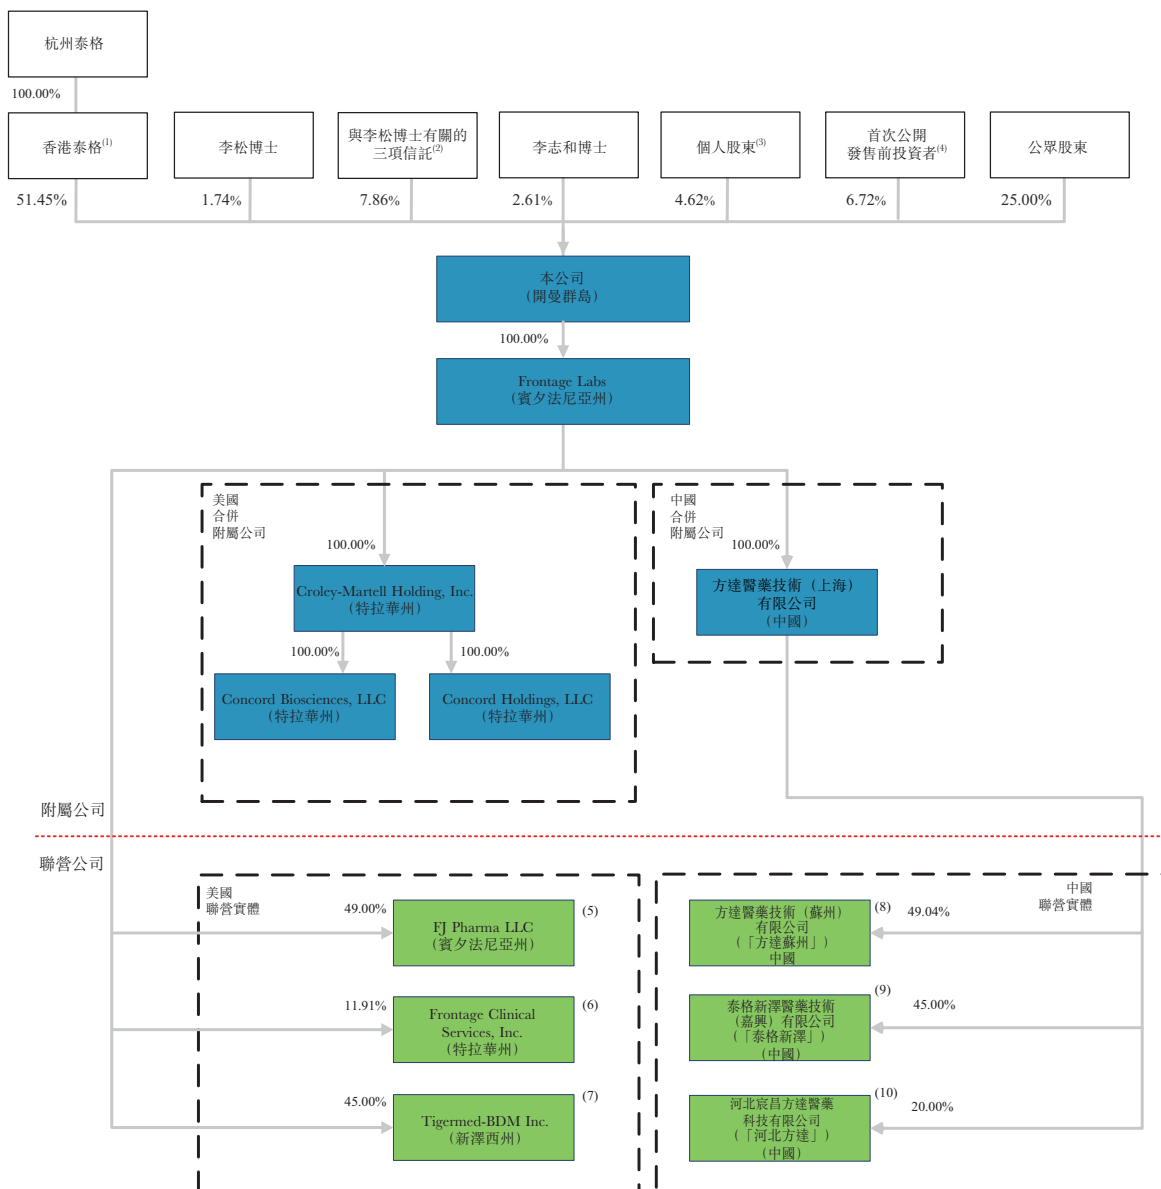 杭州泰格
100.00%
香港泰格(1)
李松博士
與李松博士有關的
三項信託(2)
李志和博士
個人股東(3)
首次公開
發售前投資者(4)
公眾股東
51.45%
1.74%
7.86%
2.61%
4.62%
6.72%
25.00%
本公司
(開曼群島)
100.00%
Frontage Labs
(賓夕法尼亞州)
美國
合併
附屬公司
100.00%
中國
合併
附屬公司
100.00%
Croley-Martell Holding, Inc.
(特拉華州)
方達醫藥技術(上海)
有限公司
(中國)
100.00%
100.00%
Concord Biosciences, LLC
(特拉華州)
Concord Holdings, LLC
(特拉華州)
附屬公司
聯營公司
美國
聯營實體
中國
聯營實體
49.00%
FJ Pharma LLC
(賓夕法尼亞州)
(5)
方達醫藥技術(蘇州)
有限公司
(「方達蘇州」)
中國
(8)
49.04%
11.91%
Frontage Clinical
Services, Inc.
(特拉華州)
(6)
泰格新澤醫藥技術
(嘉興)有限公司
(「泰格新澤」)
(中國)
(9)
45.00%
45.00%
Tigermed-BDM Inc.
(新澤西州)
(7)
河北宸昌方達醫藥
科技有限公司
(「河北方達」)
(中國)
(10)
20.00%